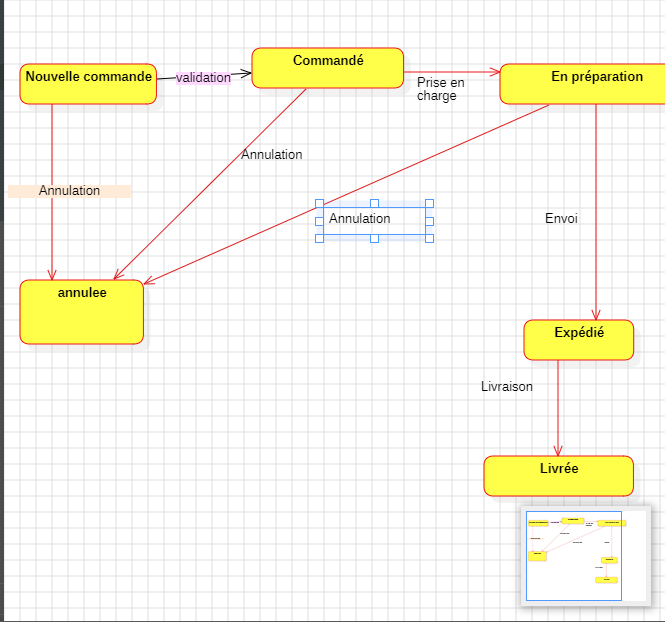 Commandé
Nouvelle commande
validation
En préparation
Prise en
charge
Annulation
Annulation
Annulation
Envoi
annulee
Expédié
Livraison
Livrée